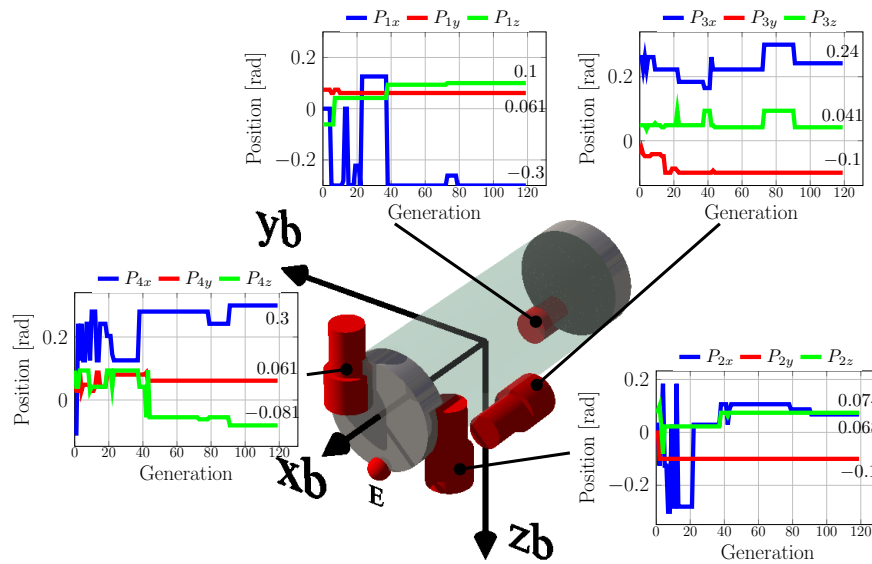 P1x P1y P1z
0.2
0
−0.2
0.1
0.061
−0.3
0 20 40 60 80 100 120
Position [rad]
Generation
P3x P3y P3z
0.2
0
0.24
0.041
−0.1
0 20 40 60 80 100 120
Position [rad]
Generation
yb
P4x P4y P4z
0.2
0
0.3
0.061
−0.081
0 20 40 60 80 100 120
Position [rad]
Generation
xb
E
zb
P2x P2y P2z
0.2
0
−0.2
0.074
−0.1
0 20 40 60 80 100 120
Position [rad]
Generation